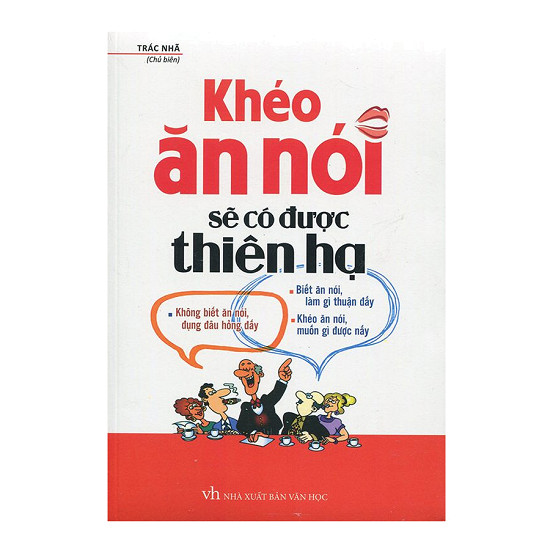 TRÁC NHÃ
(Chủ biên)
Khéo
ăn nói
sẽ có được
thiên hạ
▪ Không biết ăn nói,
đụng đâu hỏng đấy
▪ Biết ăn nói,
làm gì thuận đấy
▪ Khéo ăn nói,
muốn gì được nấy
vh NHÀ XUẤT BẢN VĂN HỌC